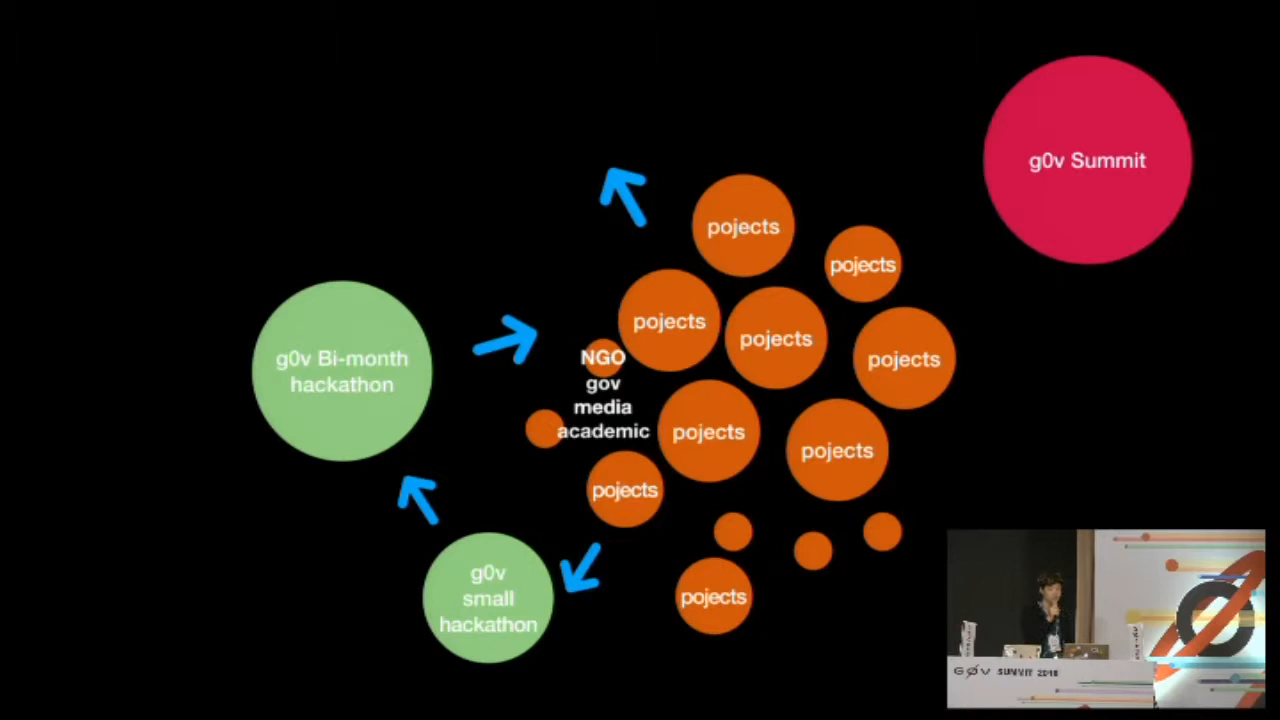 g0v Summit
pojects
pojects
pojects
pojects
pojects
g0v Bi-month
hackathon
NGO
gov
media
academic
pojects
pojects
pojects
g0v
small
hackathon
pojects
GØV SUMMIT 2016